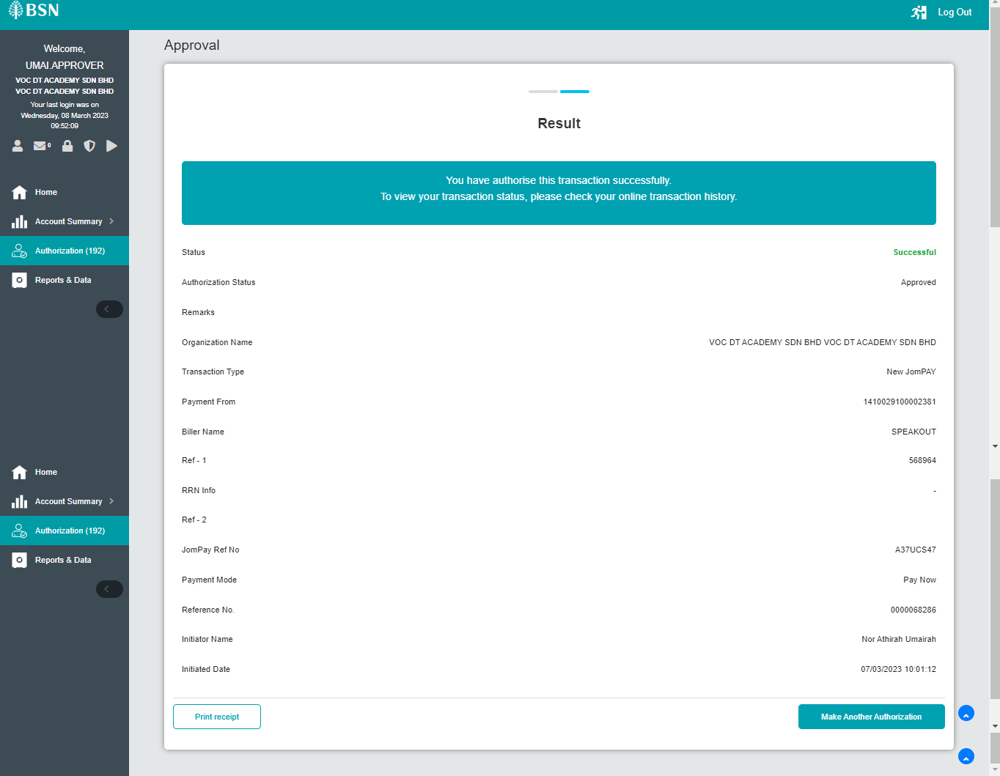 BSN
Log Out
Welcome,
UMAI.APPROVER
VOC DT ACADEMY SDN BHD
VOC DT ACADEMY SDN BHD
Your last login was on
Wednesday, 08 March 2023
09:52:09
0
Home
Account Summary
Authorization (192)
Reports & Data
Home
Account Summary
Authorization (192)
Reports & Data
Approval
Result
You have authorise this transaction successfully.
To view your transaction status, please check your online transaction history.
Status Successful
Authorization Status Approved
Remarks
Organization Name VOC DT ACADEMY SDN BHD VOC DT ACADEMY SDN BHD
Transaction Type New JomPAY
Payment From 1410029100002381
Biller Name SPEAKOUT
Ref - 1 568964
RRN Info -
Ref - 2
JomPay Ref No A37UCS47
Payment Mode Pay Now
Reference No. 0000068286
Initiator Name Nor Athirah Umairah
Initiated Date 07/03/2023 10:01:12
Print receipt Make Another Authorization